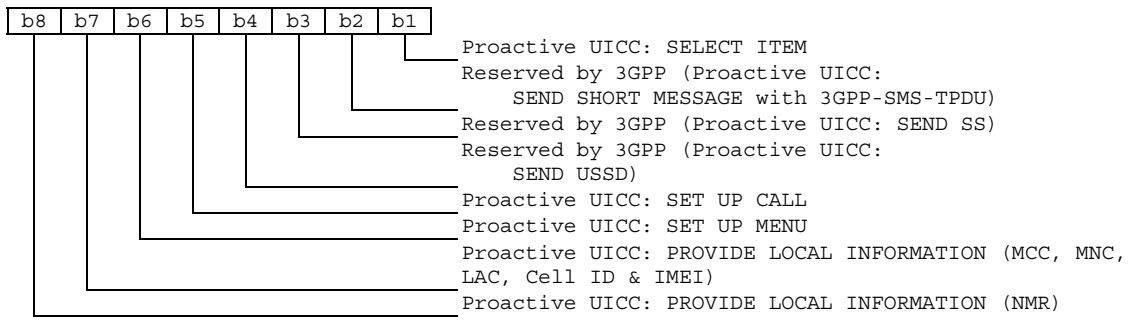 b8 b7 b6 b5 b4 b3 b2 b1
Proactive UICC: SELECT ITEM
Reserved by 3GPP (Proactive UICC:
SEND SHORT MESSAGE with 3GPP-SMS-TPDU)
Reserved by 3GPP (Proactive UICC: SEND SS)
Reserved by 3GPP (Proactive UICC:
SEND USSD)
Proactive UICC: SET UP CALL
Proactive UICC: SET UP MENU
Proactive UICC: PROVIDE LOCAL INFORMATION (MCC, MNC,
LAC, Cell ID & IMEI)
Proactive UICC: PROVIDE LOCAL INFORMATION (NMR)